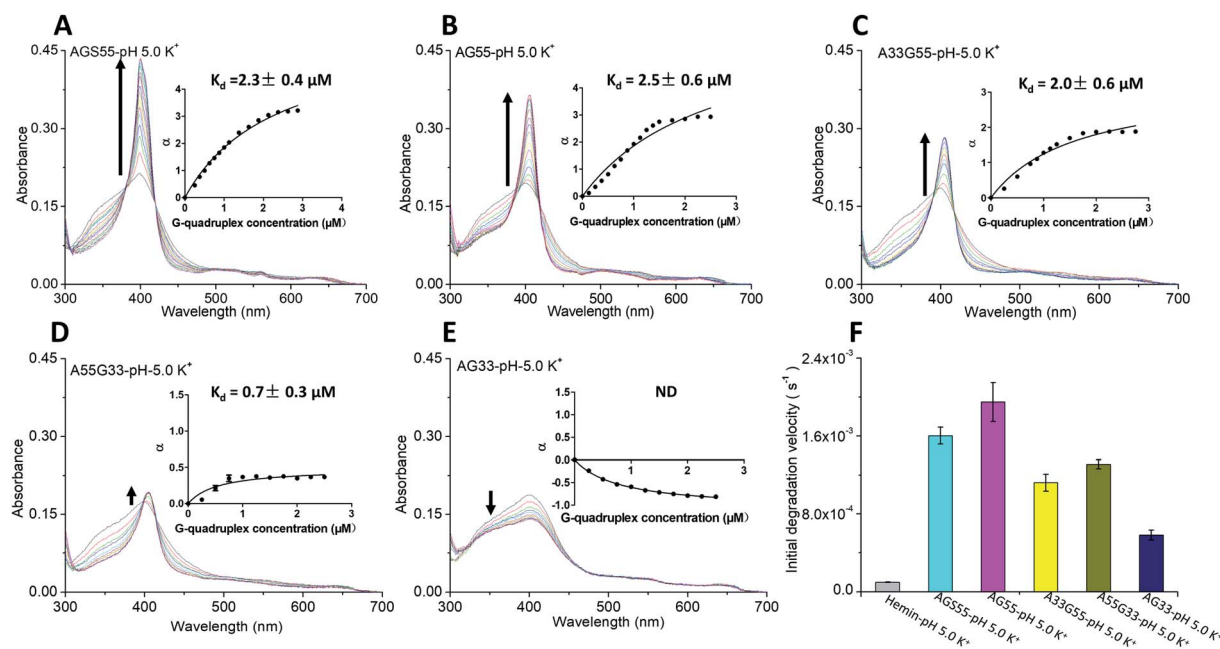 A
AGS55-pH 5.0 K+
0.45
0.30
0.15
0.00
Absorbance
300 400 500 600 700
Wavelength (nm)
Kd =2.3± 0.4 μM
4
3
2
1
0
α
0 1 2 3 4
G-quadruplex concentration (μM)
B
AG55-pH 5.0 K+
0.45
0.30
0.15
0.00
Absorbance
300 400 500 600 700
Wavelength (nm)
Kd = 2.5± 0.6 μM
4
3
2
1
0
α
0 1 2 3
G-quadruplex concentration (μM)
C
A33G55-pH-5.0 K+
0.45
0.30
0.15
0.00
Absorbance
300 400 500 600 700
Wavelength (nm)
Kd = 2.0± 0.6 μM
4
3
2
1
0
α
0 1 2 3
G-quadruplex concentration (μM)
D
A55G33-pH-5.0 K+
0.45
0.30
0.15
0.00
Absorbance
300 400 500 600 700
Wavelength (nm)
Kd = 0.7± 0.3 μM
1.5
1.0
0.5
0.0
α
0 1 2 3
G-quadruplex concentration (μM)
E
AG33-pH-5.0 K+
0.45
0.30
0.15
0.00
Absorbance
300 400 500 600 700
Wavelength (nm)
ND
1.5
1.0
0.5
0.0
-0.5
-1.0
α
1 2 3
G-quadruplex concentration (μM)
F
2.4x10-3
1.6x10-3
8.0x10-4
0.0
Initial degradation velocity ( s-1)
Hemin-pH 5.0 K+
AGS55-pH 5.0 K+
AG55-pH 5.0 K+
A33G55-pH 5.0 K+
A55G33-pH 5.0 K+
AG33-pH 5.0 K+